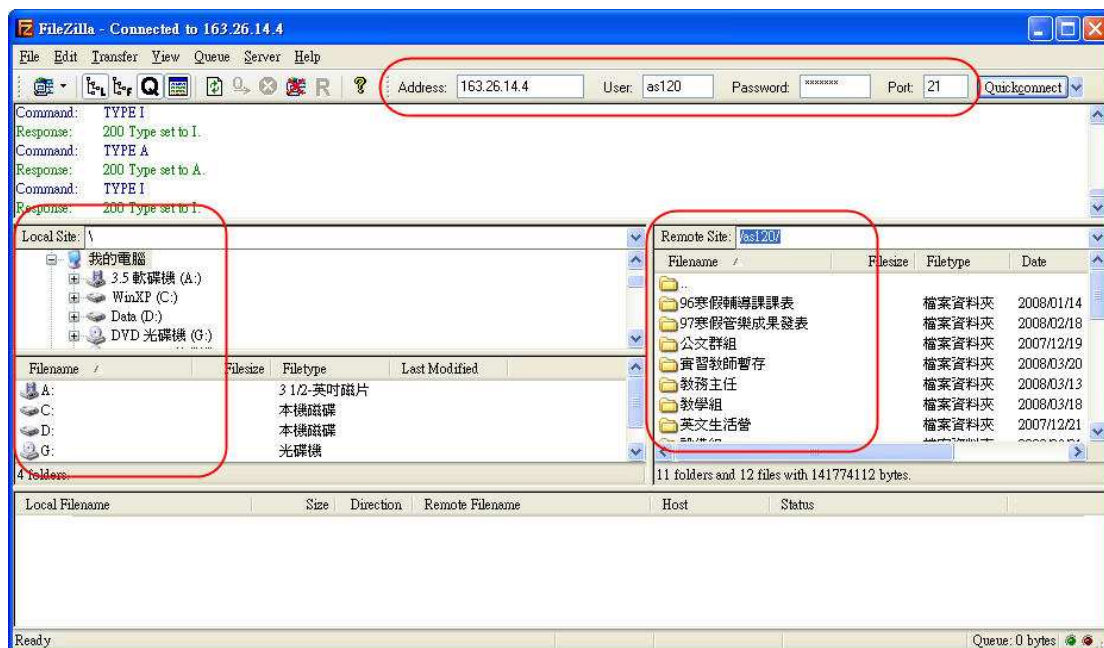 FileZilla - Connected to 163.26.14.4
File Edit Transfer View Queue Server Help
Address: 163.26.14.4 User: as120 Password: ******* Port: 21 Quickconnect
Command: TYPE I
Response: 200 Type set to I.
Command: TYPE A
Response: 200 Type set to A.
Command: TYPE I
Response: 200 Type set to I.
Local Site: \
我的電腦
3.5 軟碟機 (A:)
WinXP (C:)
Data (D:)
DVD 光碟機 (G:)
Filename Filesize Filetype Last Modified
A: 3 1/2-英吋磁片
C: 本機磁碟
D: 本機磁碟
G: 光碟機
4 folders.
Remote Site: /as120/
Filename Filesize Filetype Date
..
96寒假輔導課課表 檔案資料夾 2008/01/14
97寒假管樂成果發表 檔案資料夾 2008/02/18
公文群組 檔案資料夾 2007/12/19
實習教師暫存 檔案資料夾 2008/03/20
教務主任 檔案資料夾 2008/03/13
教學組 檔案資料夾 2008/03/18
英文生活營 檔案資料夾 2007/12/21
11 folders and 12 files with 141774112 bytes.
Local Filename Size Direction Remote Filename Host Status
Ready Queue: 0 bytes